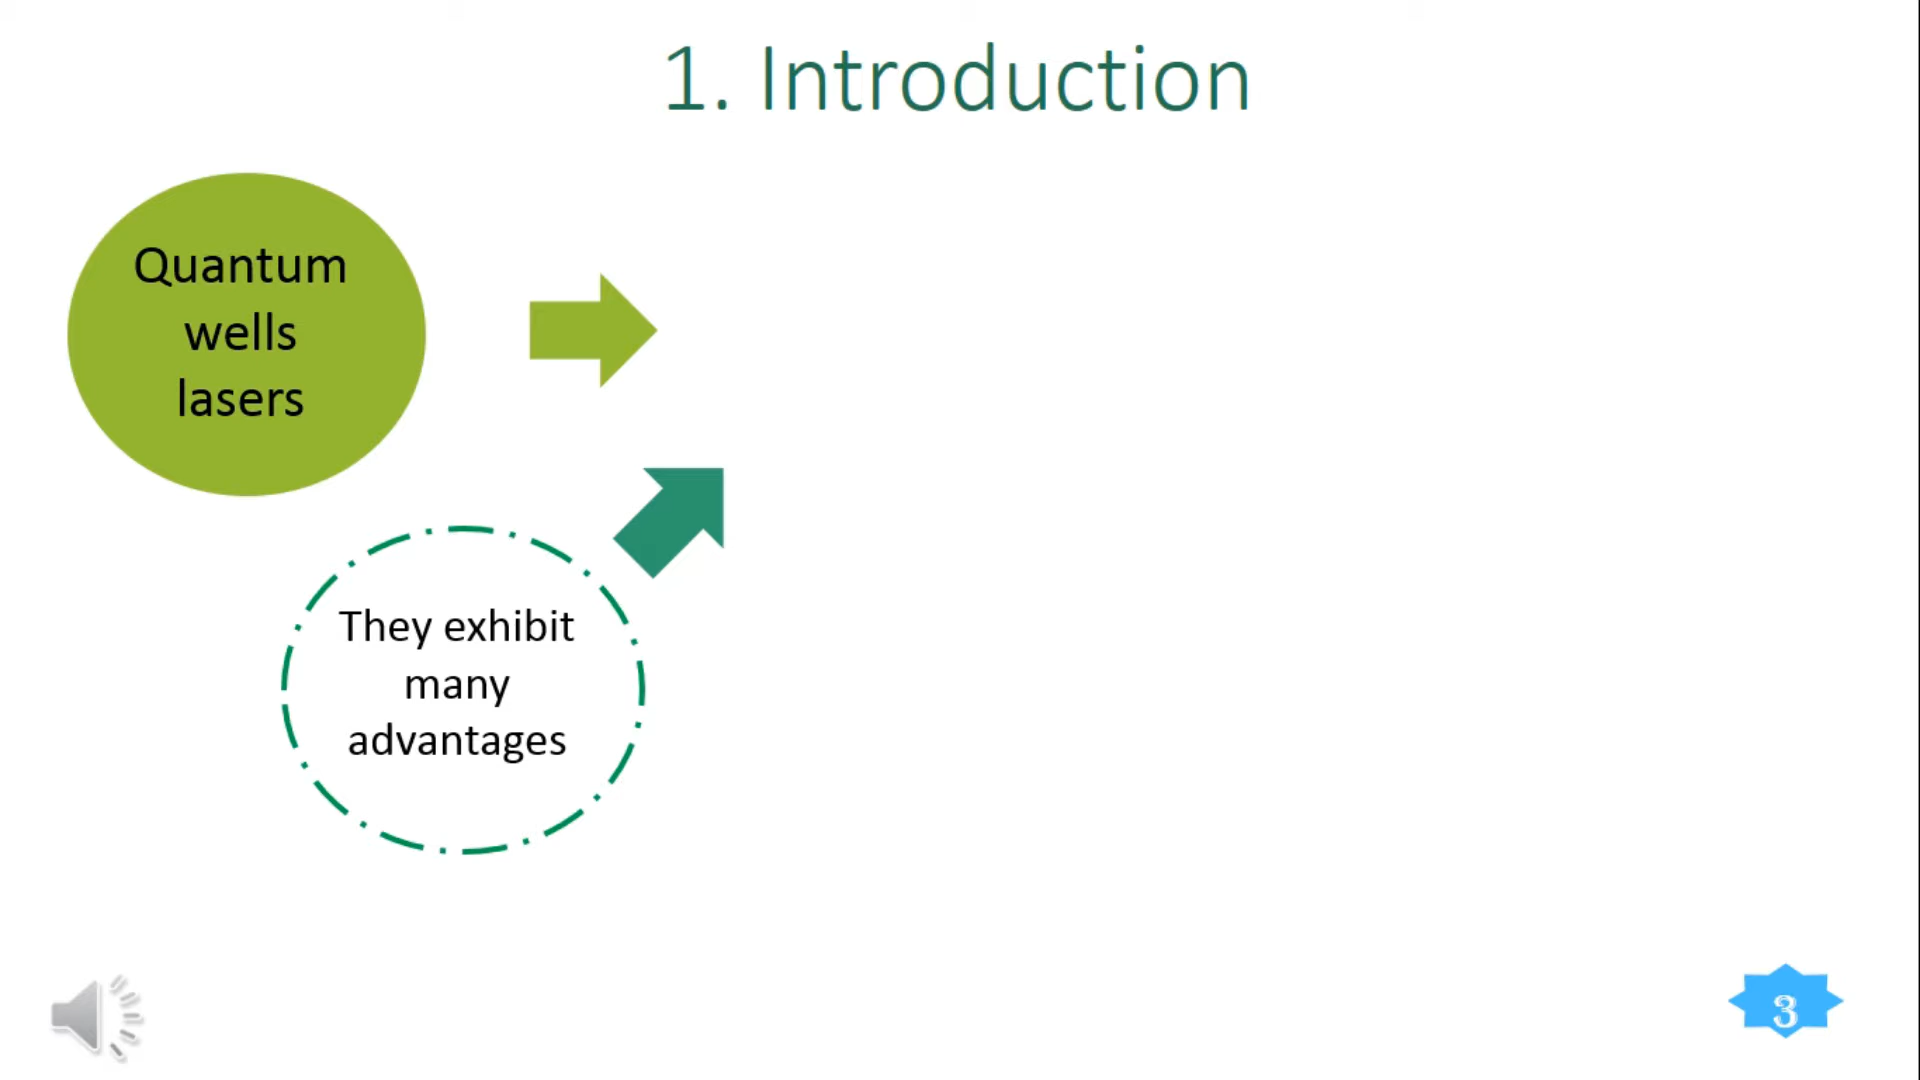 1. Introduction
Quantum
wells
lasers
They exhibit
many
advantages
3